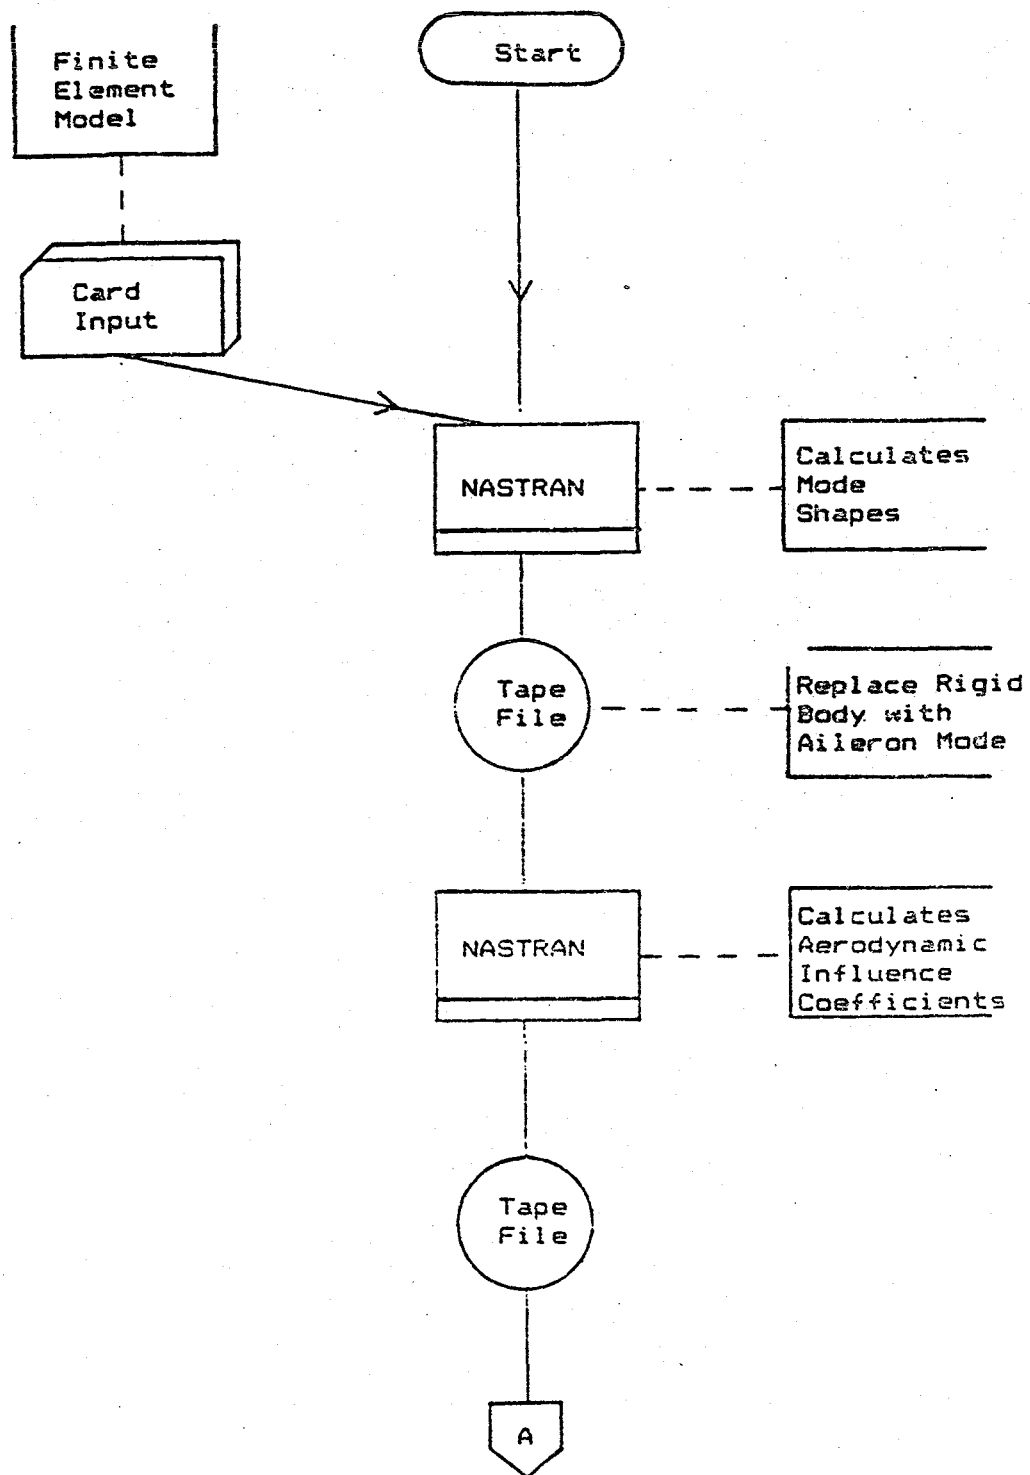 Finite
Element
Model
Start
Card
Input
NASTRAN
Calculates
Mode
Shapes
Tape
File
Replace Rigid
Body with
Aileron Mode
NASTRAN
Calculates
Aerodynamic
Influence
Coefficients
Tape
File
A